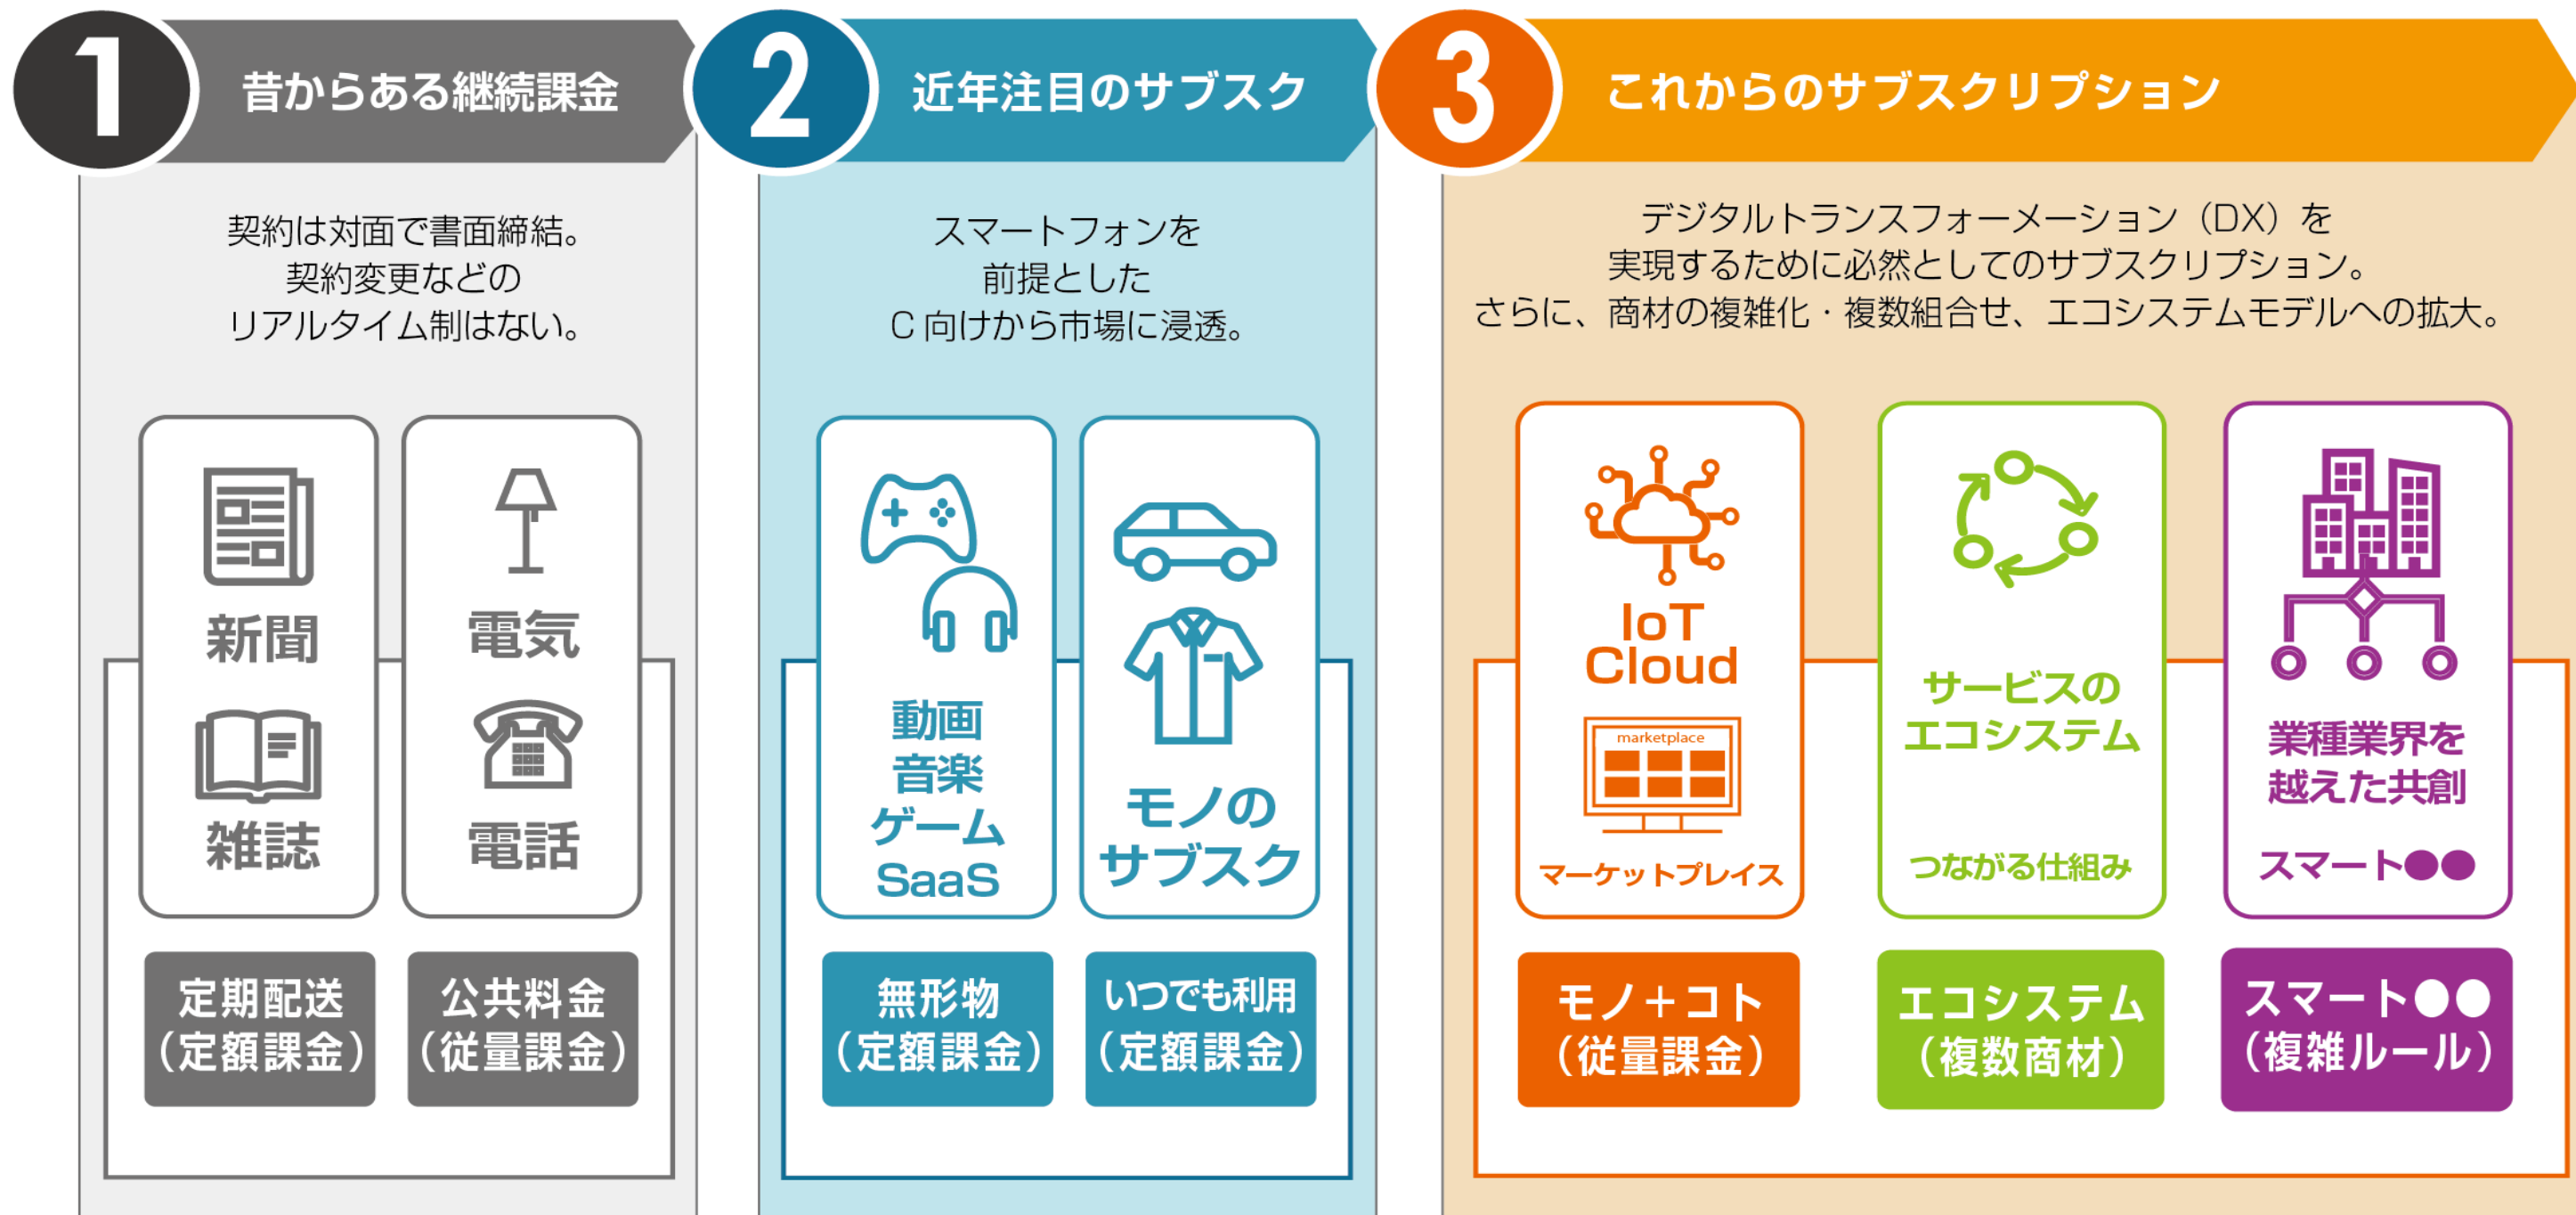 1
昔からある継続課金
契約は対面で書面締結。
契約変更などの
リアルタイム制はない。
新聞
雑誌
電気
電話
定期配送
（定額課金）
公共料金
（従量課金）
2
近年注目のサブスク
スマートフォンを
前提とした
C 向けから市場に浸透。
動画
音楽
ゲーム
SaaS
モノの
サブスク
無形物
（定額課金）
いつでも利用
（定額課金）
3
これからのサブスクリプション
デジタルトランスフォーメーション（DX）を
実現するために必然としてのサブスクリプション。
さらに、商材の複雑化・複数組合せ、エコシステムモデルへの拡大。
IoT
Cloud
marketplace
マーケットプレイス
サービスの
エコシステム
つながる仕組み
業種業界を
越えた共創
スマート●●
モノ＋コト
（従量課金）
エコシステム
（複数商材）
スマート●●
（複雑ルール）